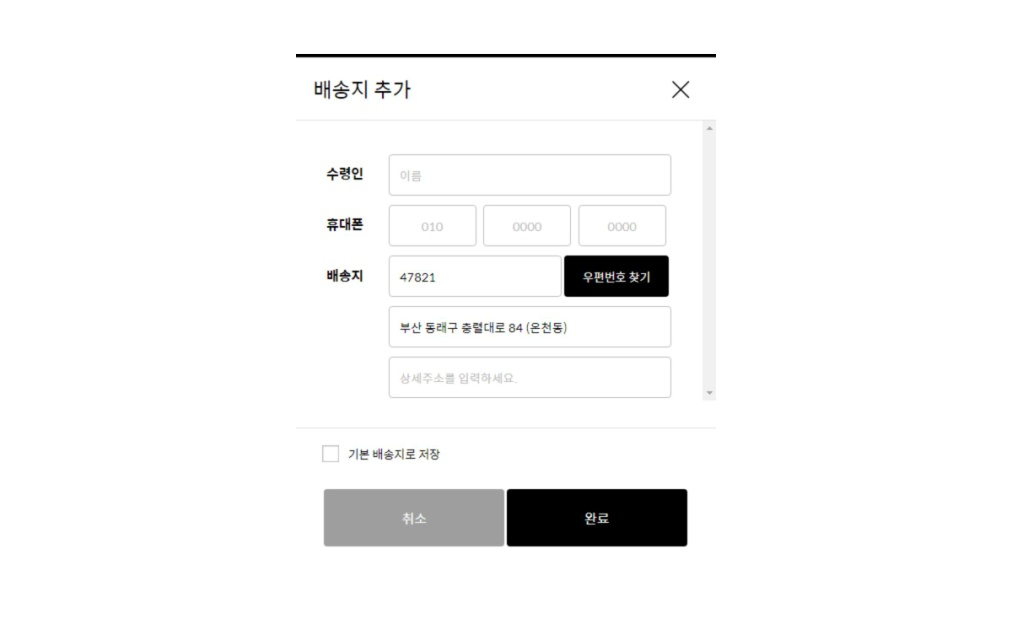 배송지 추가
수령인 이름
휴대폰 010 0000 0000
배송지 47821 우편번호 찾기
부산 동래구 충렬대로 84 (온천동)
상세주소를 입력하세요.
기본 배송지로 저장
취소 완료